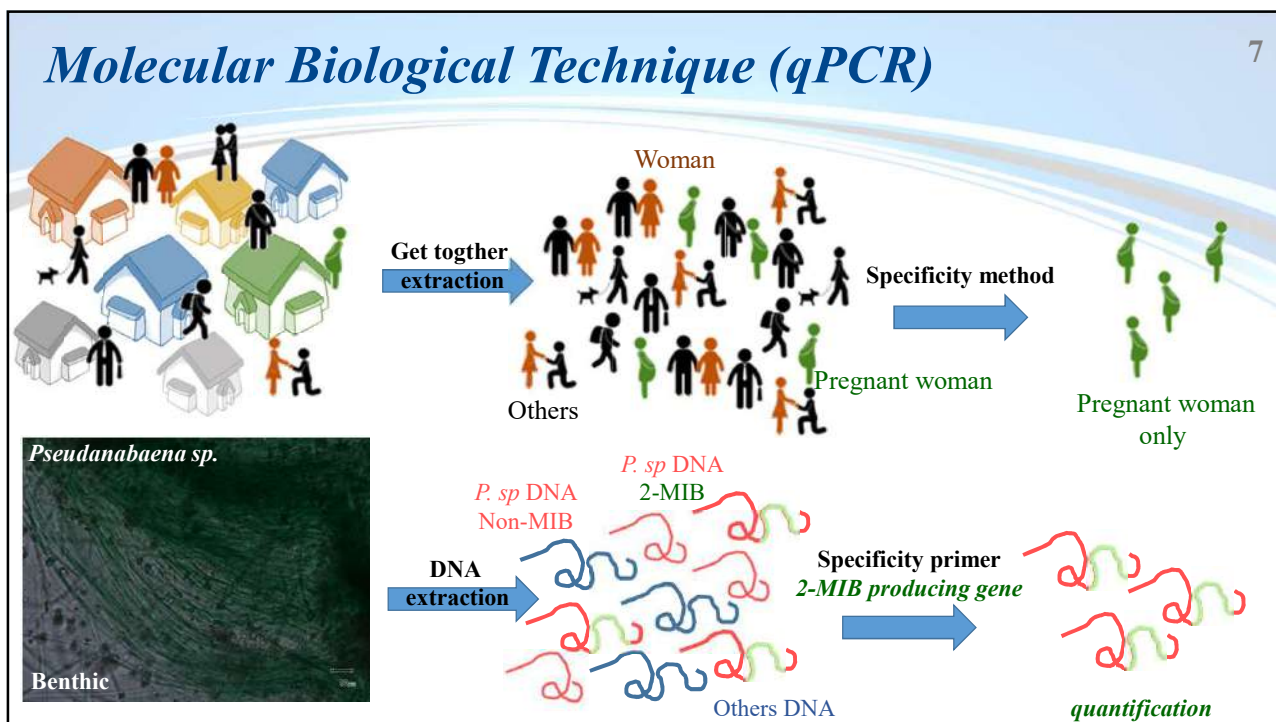 Molecular Biological Technique (qPCR)
7
Woman
Get togther
extraction
Specificity method
Others
Pregnant woman
Pregnant woman
only
Pseudanabaena sp.
Benthic
DNA
extraction
P. sp DNA
Non-MIB
P. sp DNA
2-MIB
Others DNA
Specificity primer
2-MIB producing gene
quantification